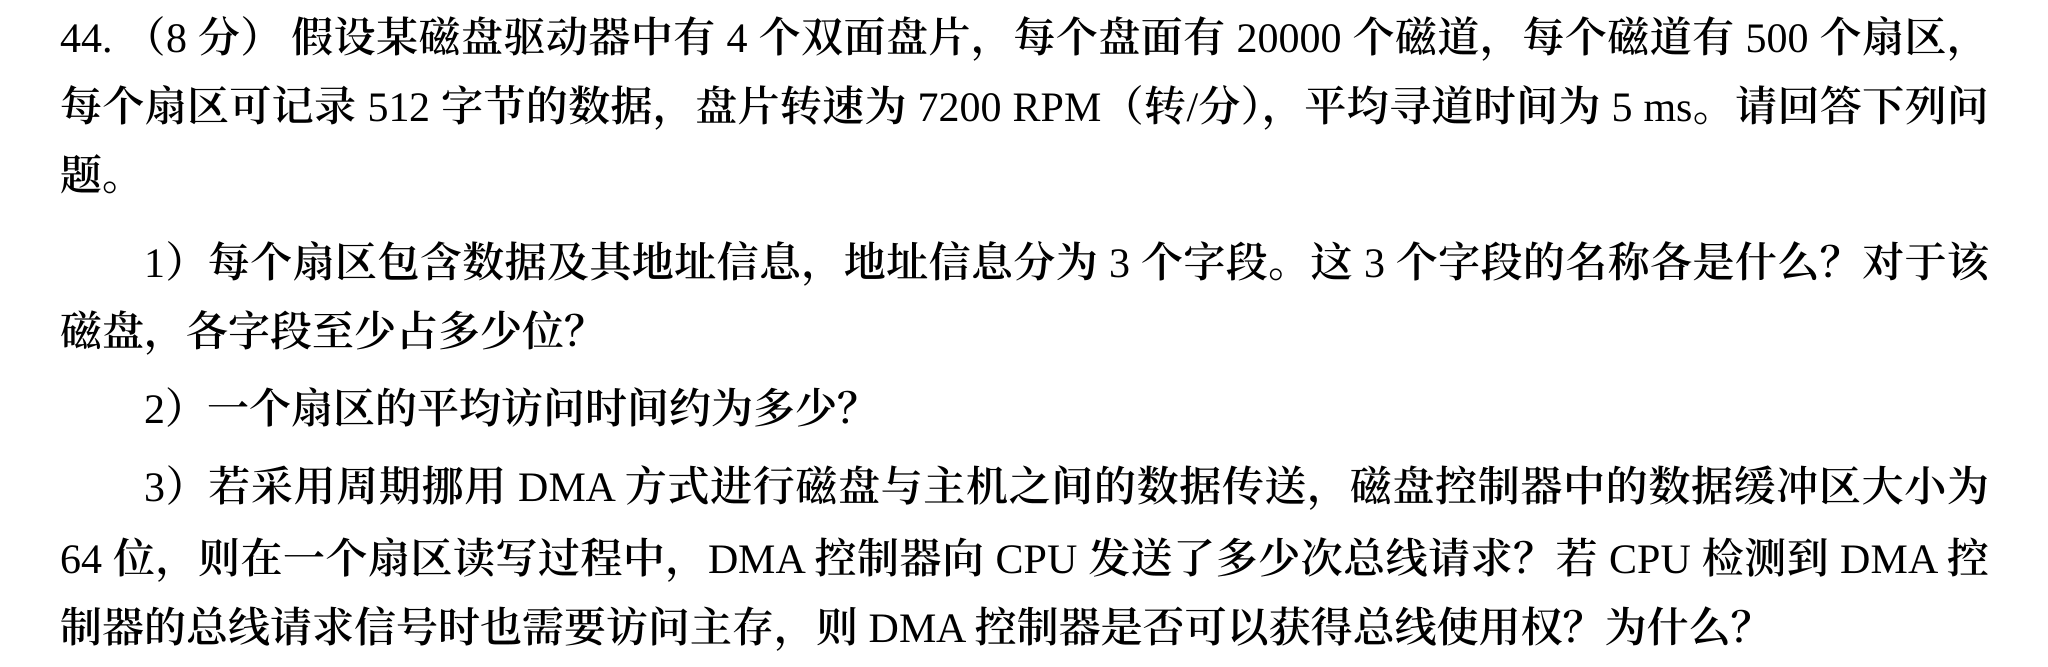 44. （8 分） 假设某磁盘驱动器中有 4 个双面盘片，每个盘面有 20000 个磁道，每个磁道有 500 个扇区，
每个扇区可记录 512 字节的数据，盘片转速为 7200 RPM（转/分），平均寻道时间为 5 ms。请回答下列问
题。
1）每个扇区包含数据及其地址信息，地址信息分为 3 个字段。这 3 个字段的名称各是什么？对于该
磁盘，各字段至少占多少位？
2）一个扇区的平均访问时间约为多少？
3）若采用周期挪用 DMA 方式进行磁盘与主机之间的数据传送，磁盘控制器中的数据缓冲区大小为
64 位，则在一个扇区读写过程中，DMA 控制器向 CPU 发送了多少次总线请求？若 CPU 检测到 DMA 控
制器的总线请求信号时也需要访问主存，则 DMA 控制器是否可以获得总线使用权？为什么？